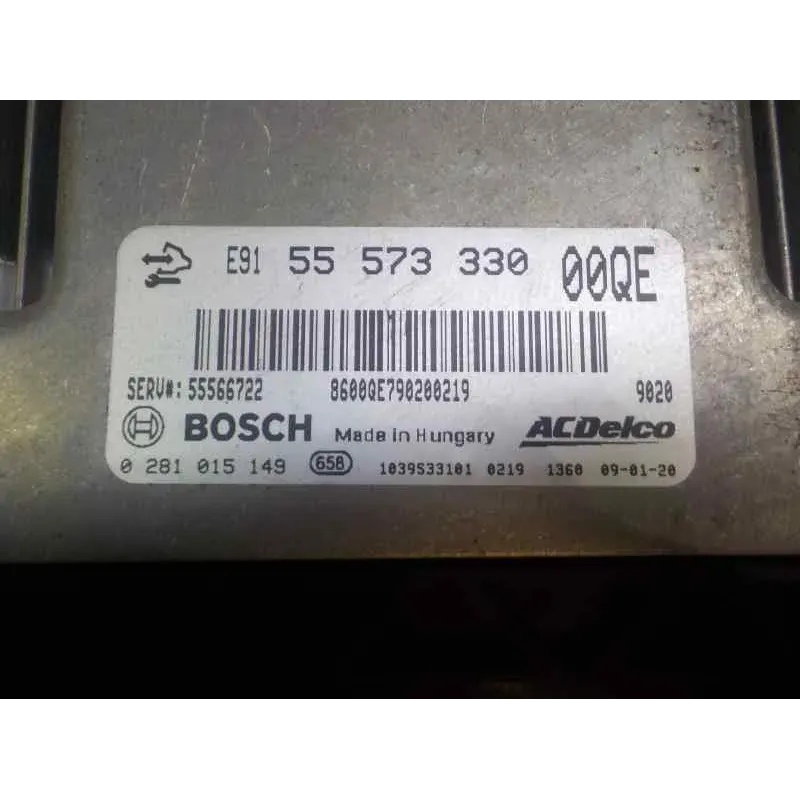 E91 55 573 330 00QE
SERV#: 55566722 8600QE790200219 9020
BOSCH Made in Hungary ACDelco
0 281 015 149 658 1039S33101 0219 1360 09-01-20